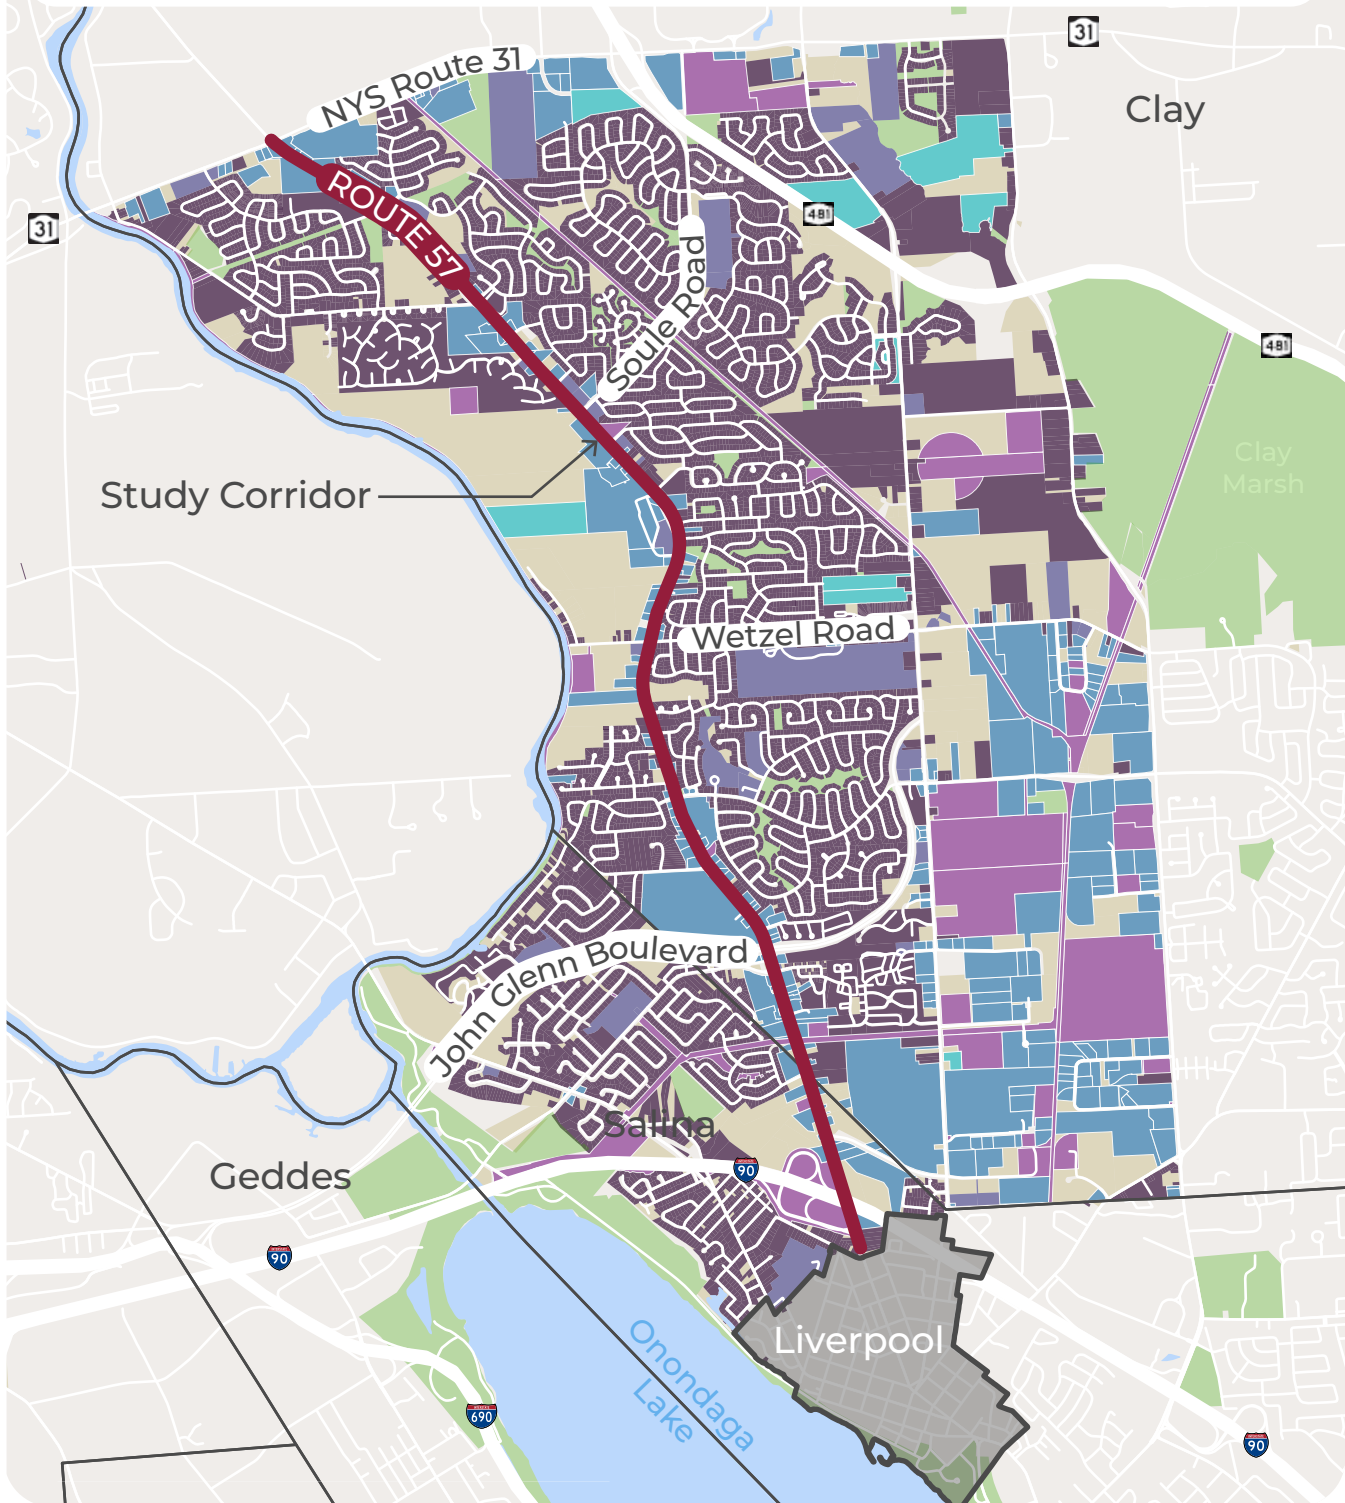 31
NYS Route 31
Clay
ROUTE 57
481
31
Soule Road
481
Clay
Marsh
Study Corridor
Wetzel Road
John Glenn Boulevard
Salina
90
Geddes
90
Liverpool
Onondaga
Lake
690
90